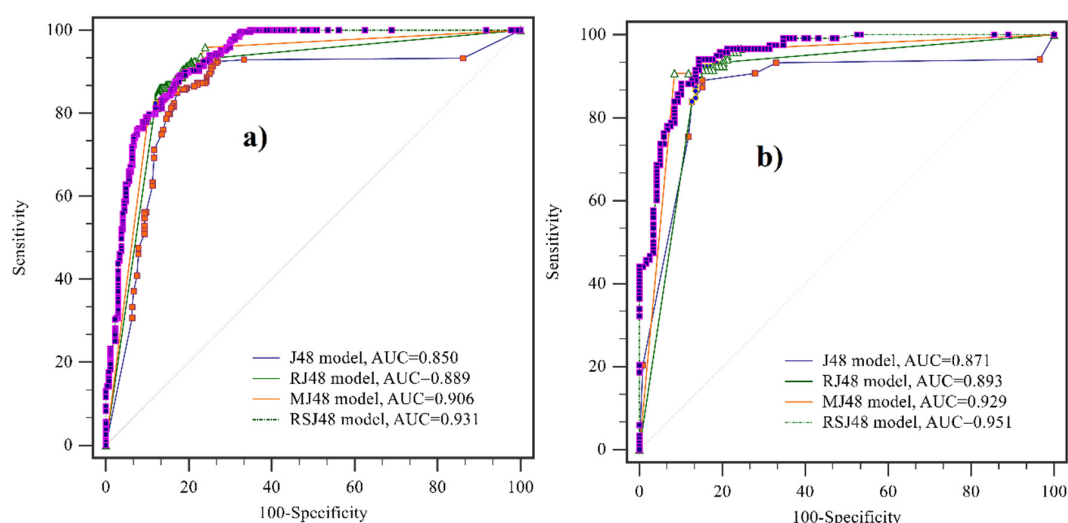 100
80
60
40
20
0
Sensitivity
a)
J48 model, AUC=0.850
RJ48 model, AUC=0.889
MJ48 model, AUC=0.906
RSJ48 model, AUC=0.931
0 20 40 60 80 100
100-Specificity
100
80
60
40
20
0
Sensitivity
b)
J48 model, AUC=0.871
RJ48 model, AUC=0.893
MJ48 model, AUC=0.929
RSJ48 model, AUC=0.951
0 20 40 60 80 100
100-Specificity